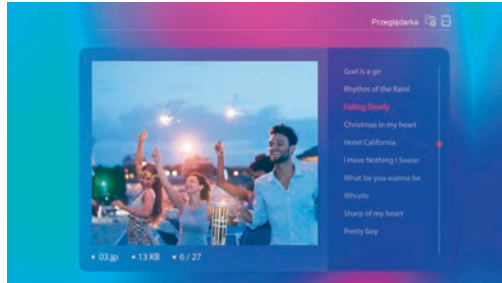 Przeglądarka
God is a gir
Rhythm of the Rainl
Falling Slowly
Christmas in my heart
Hotel California
I Have Nothing I Swear
What be you wanna be
Whistle
Sharp of my heart
Pretty boy
• 03.jp • 13 KB • 6 / 27